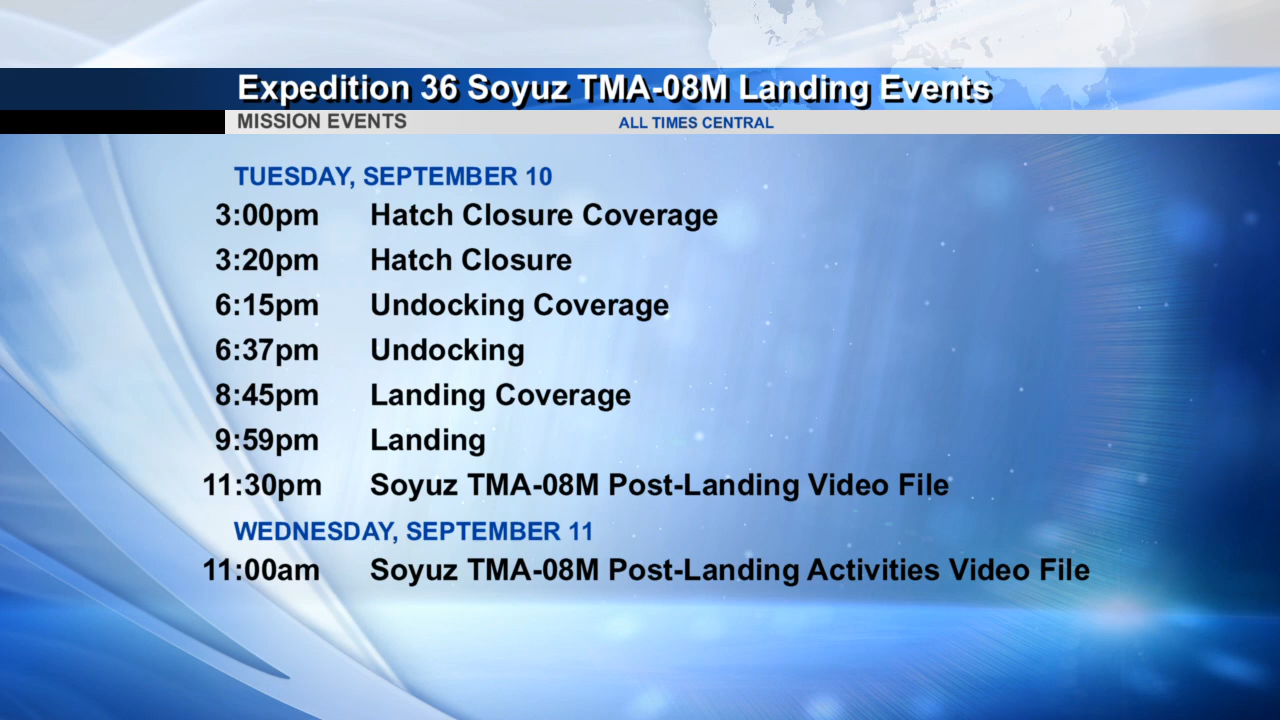 Expedition 36 Soyuz TMA-08M Landing Events
MISSION EVENTS ALL TIMES CENTRAL
TUESDAY, SEPTEMBER 10
3:00pm Hatch Closure Coverage
3:20pm Hatch Closure
6:15pm Undocking Coverage
6:37pm Undocking
8:45pm Landing Coverage
9:59pm Landing
11:30pm Soyuz TMA-08M Post-Landing Video File
WEDNESDAY, SEPTEMBER 11
11:00am Soyuz TMA-08M Post-Landing Activities Video File